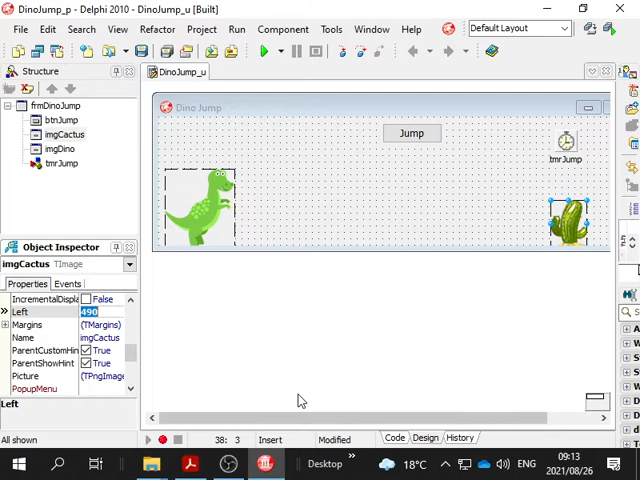 DinoJump_p - Delphi 2010 - DinoJump_u [Built]
File Edit Search View Refactor Project Run Component Tools Window Help Default Layout
Structure
frmDinoJump
btnJump
imgCactus
imgDino
tmrJump
Object Inspector
imgCactus TImage
Properties Events
IncrementalDispl False
Left 490
Margins (TMargins)
Name imgCactus
ParentCustomHin True
ParentShowHint True
Picture (TPngImage
PopupMenu
Left
All shown
DinoJump_u
Dino Jump
Jump
tmrJump
38: 3 Insert Modified Code Design History
Desktop 18°C ENG 09:13
2021/08/26